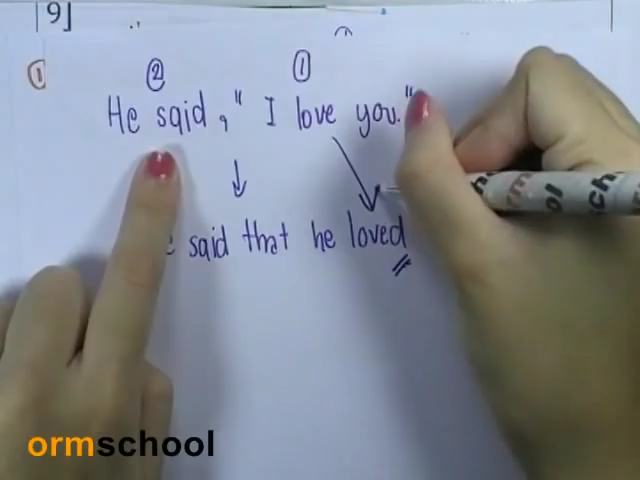 9]
① ② ①
He said, " I love you."
said that he loved
ormschool